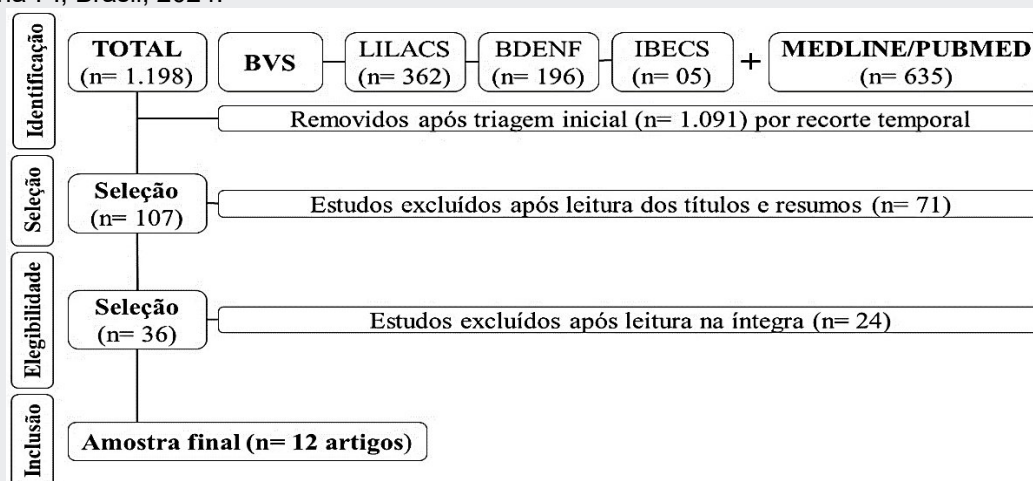 Brasil, 2024.
Identificação
TOTAL
(n= 1.198)
BVS
LILACS
(n= 362)
BDENF
(n= 196)
IBECS
(n= 05)
+
MEDLINE/PUBMED
(n= 635)
Removidos após triagem inicial (n= 1.091) por recorte temporal
Seleção
Seleção
(n= 107)
Estudos excluídos após leitura dos títulos e resumos (n= 71)
Elegibilidade
Seleção
(n= 36)
Estudos excluídos após leitura na íntegra (n= 24)
Inclusão
Amostra final (n= 12 artigos)